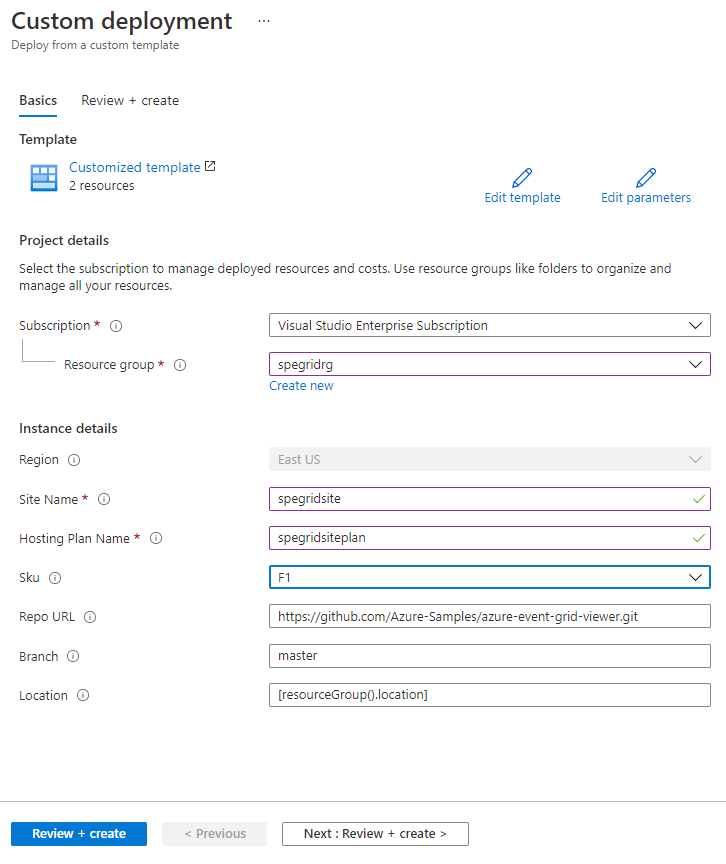 Custom deployment ...
Deploy from a custom template
Basics Review + create
Template
Customized template
2 resources
Edit template Edit parameters
Project details
Select the subscription to manage deployed resources and costs. Use resource groups like folders to organize and
manage all your resources.
Subscription * Visual Studio Enterprise Subscription
Resource group * spegridrg
Create new
Instance details
Region East US
Site Name * spegridsite
Hosting Plan Name * spegridsiteplan
Sku F1
Repo URL https://github.com/Azure-Samples/azure-event-grid-viewer.git
Branch master
Location [resourceGroup().location]
Review + create < Previous Next : Review + create >